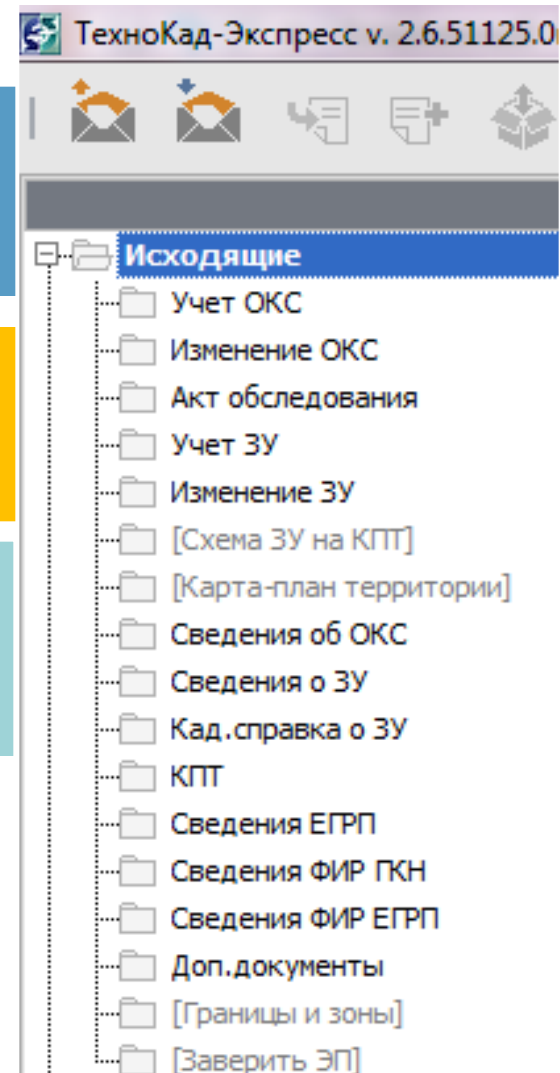 ТехноКад-Экспресс v. 2.6.51125.0
Исходящие
Учет ОКС
Изменение ОКС
Акт обследования
Учет ЗУ
Изменение ЗУ
[Схема ЗУ на КПТ]
[Карта-план территории]
Сведения об ОКС
Сведения о ЗУ
Кад.справка о ЗУ
КПТ
Сведения ЕГРП
Сведения ФИР ГКН
Сведения ФИР ЕГРП
Доп.документы
[Границы и зоны]
[Заверить ЭП]